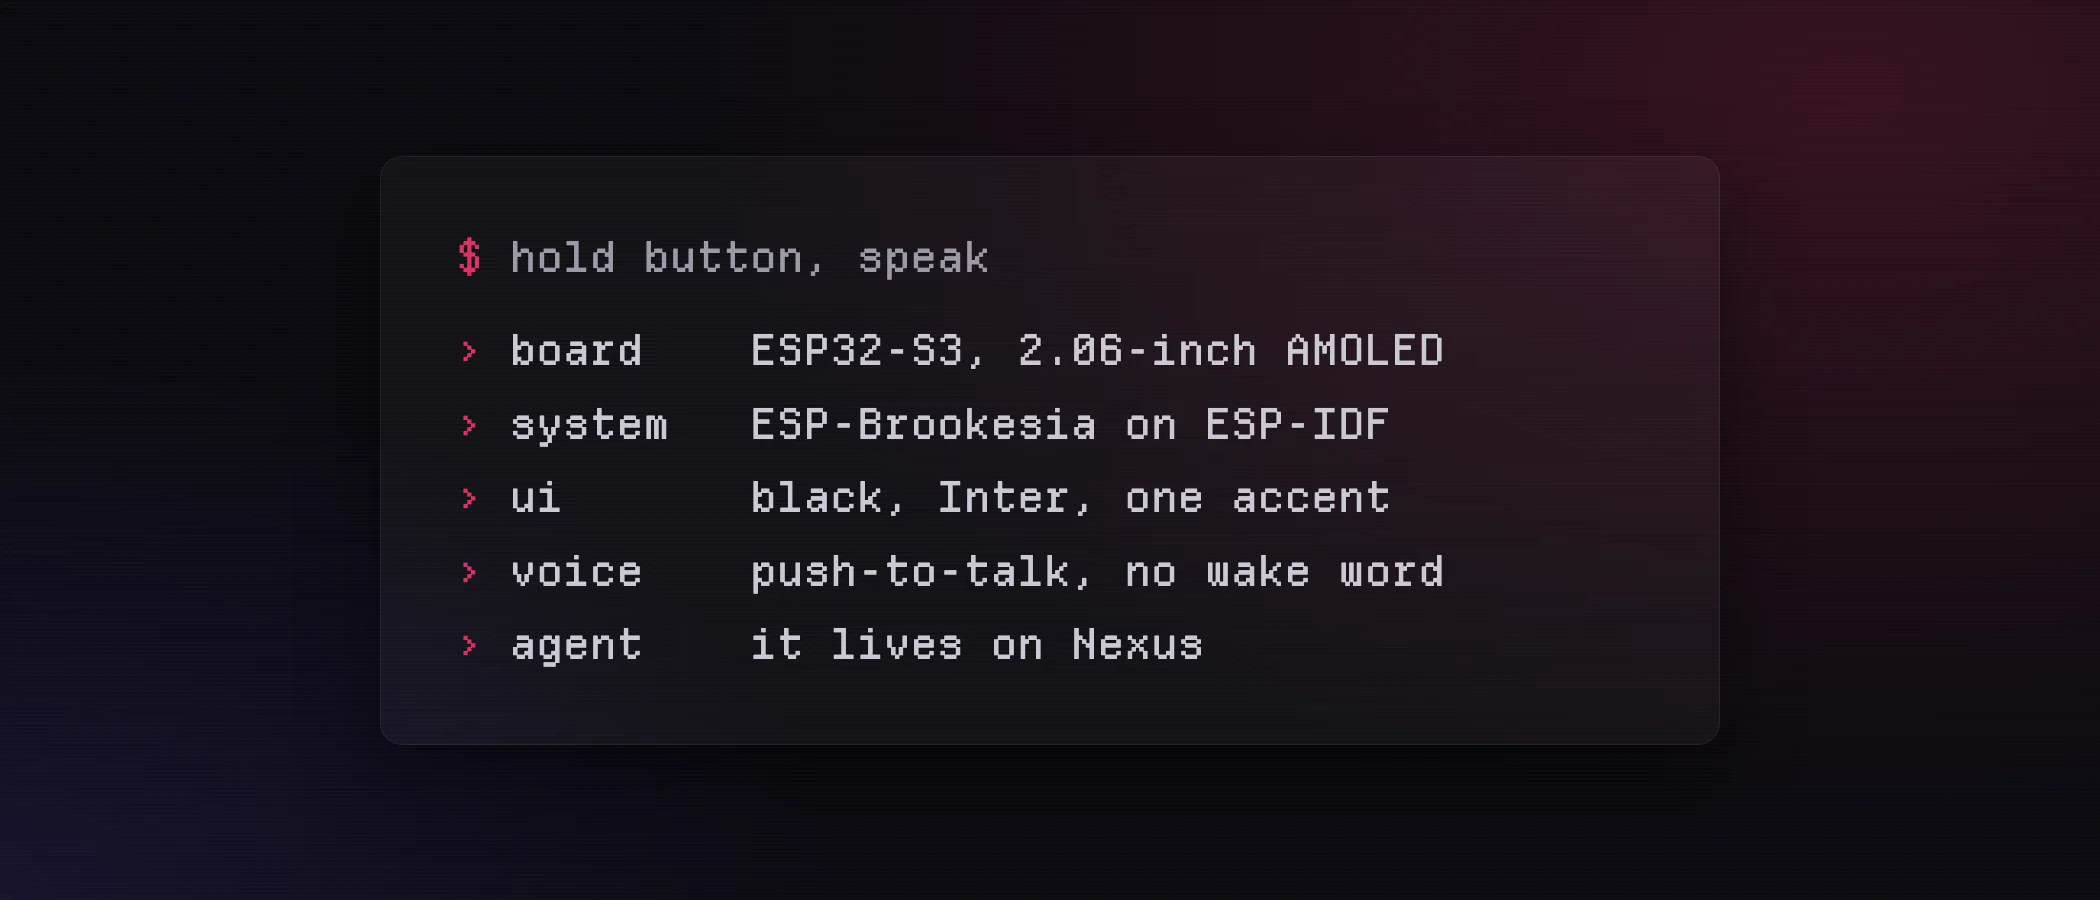 $ hold button, speak
> board ESP32-S3, 2.06-inch AMOLED
> system ESP-Brookesia on ESP-IDF
> ui black, Inter, one accent
> voice push-to-talk, no wake word
> agent it lives on Nexus